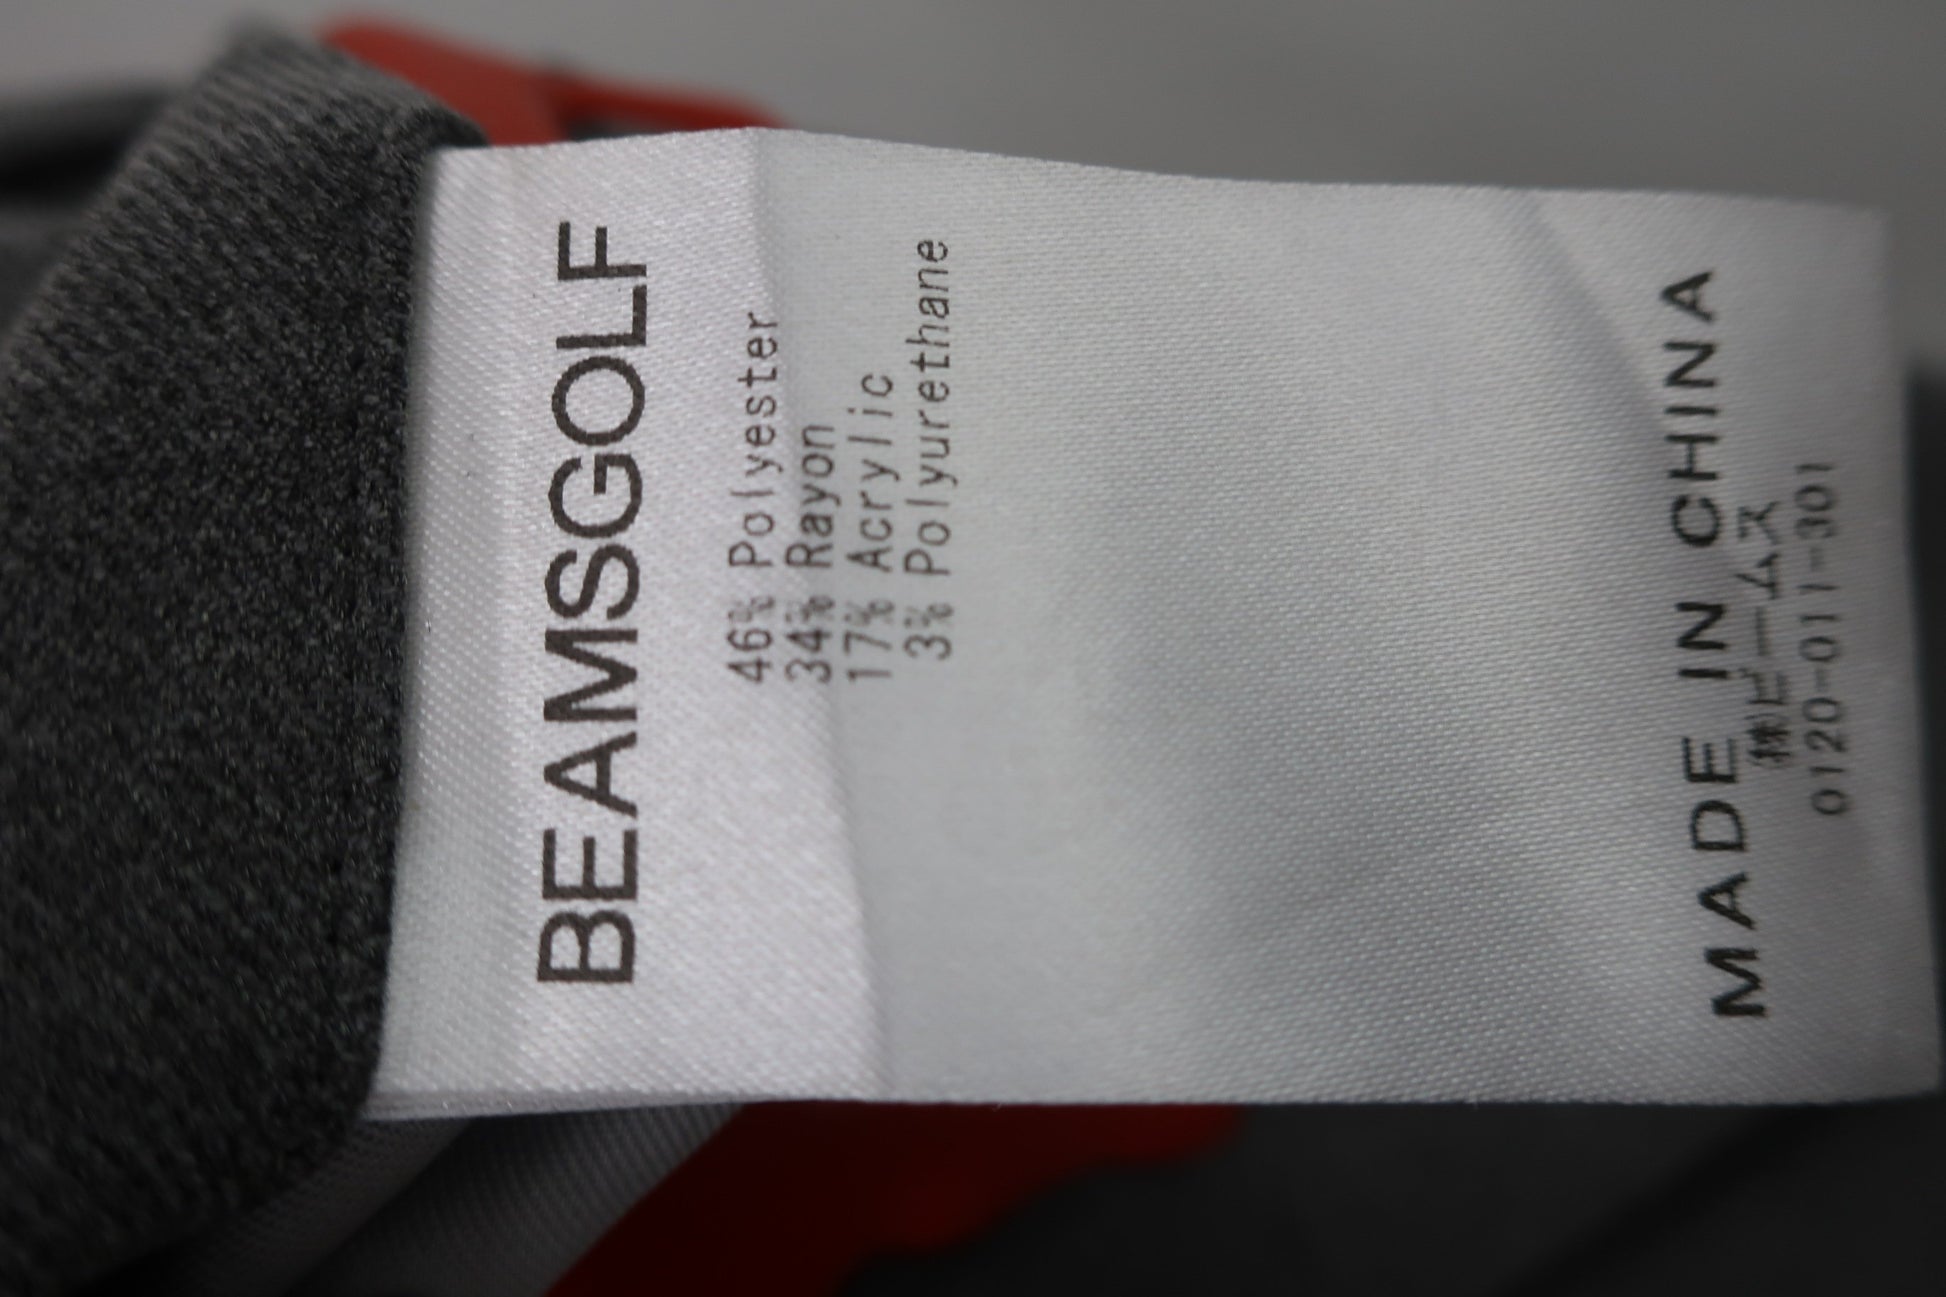 BEAMSGOLF
46% Polyester
34% Rayon
17% Acrylic
3% Polyurethane
MADE IN CHINA
㈱ビームス
0120-011-301